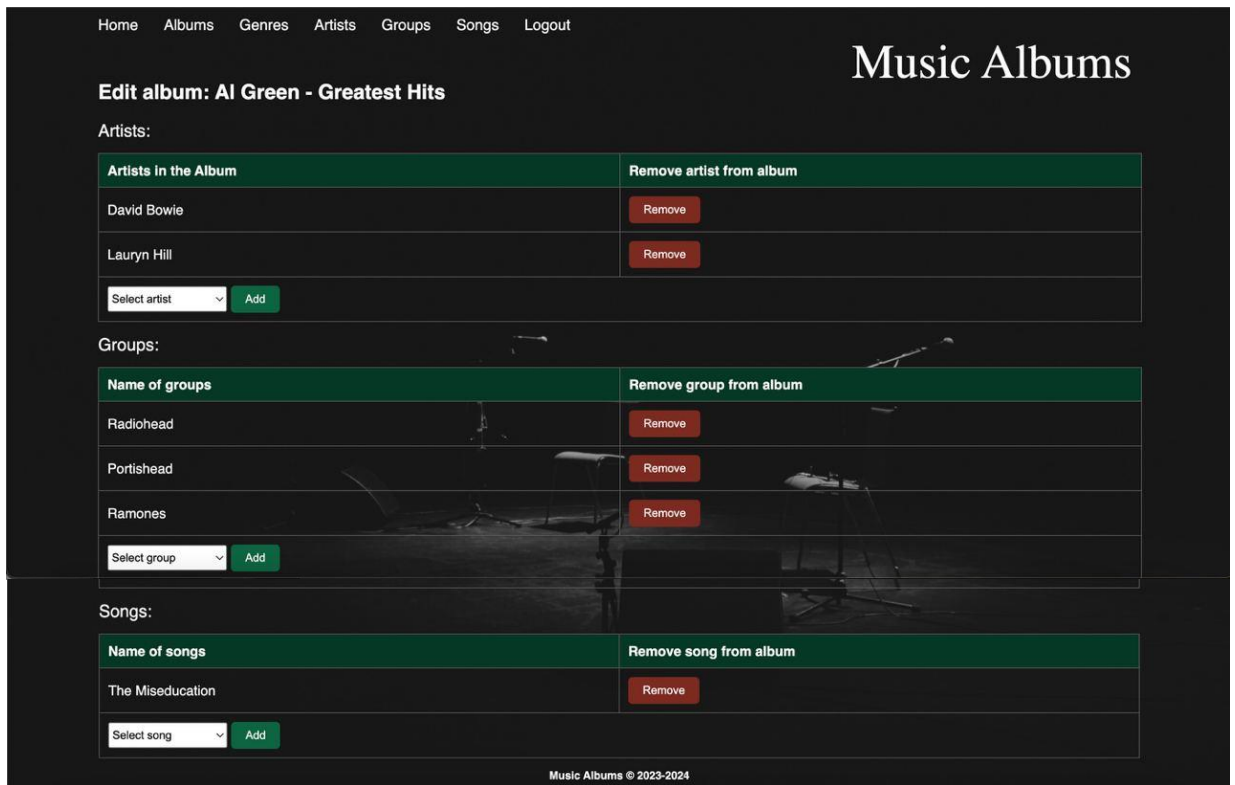 Home Albums Genres Artists Groups Songs Logout
Music Albums
Edit album: Al Green - Greatest Hits
Artists:
Artists in the Album Remove artist from album
David Bowie Remove
Lauryn Hill Remove
Select artist Add
Groups:
Name of groups Remove group from album
Radiohead Remove
Portishead Remove
Ramones Remove
Select group Add
Songs:
Name of songs Remove song from album
The Miseducation Remove
Select song Add
Music Albums © 2023-2024